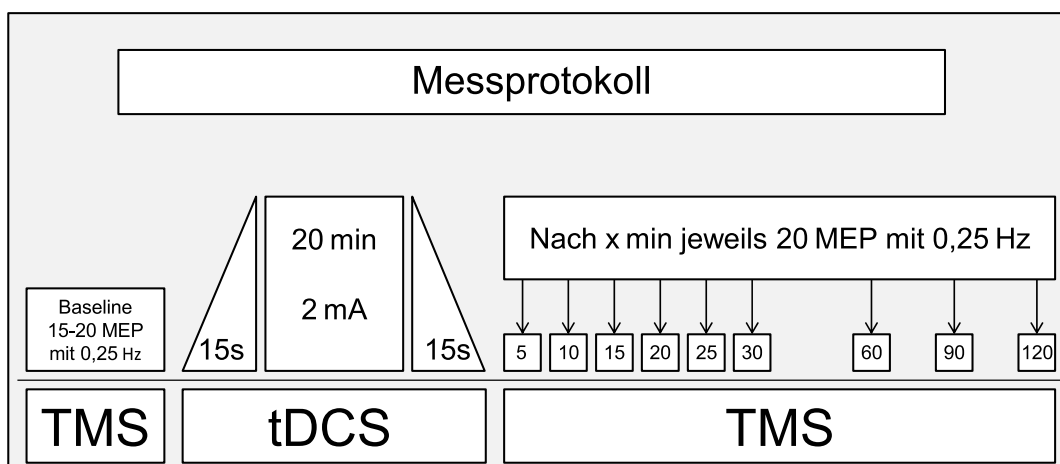 Messprotokoll
20 min
2 mA
Nach x min jeweils 20 MEP mit 0,25 Hz
Baseline
15-20 MEP
mit 0,25 Hz
15s
15s
5
10
15
20
25
30
60
90
120
TMS
tDCS
TMS